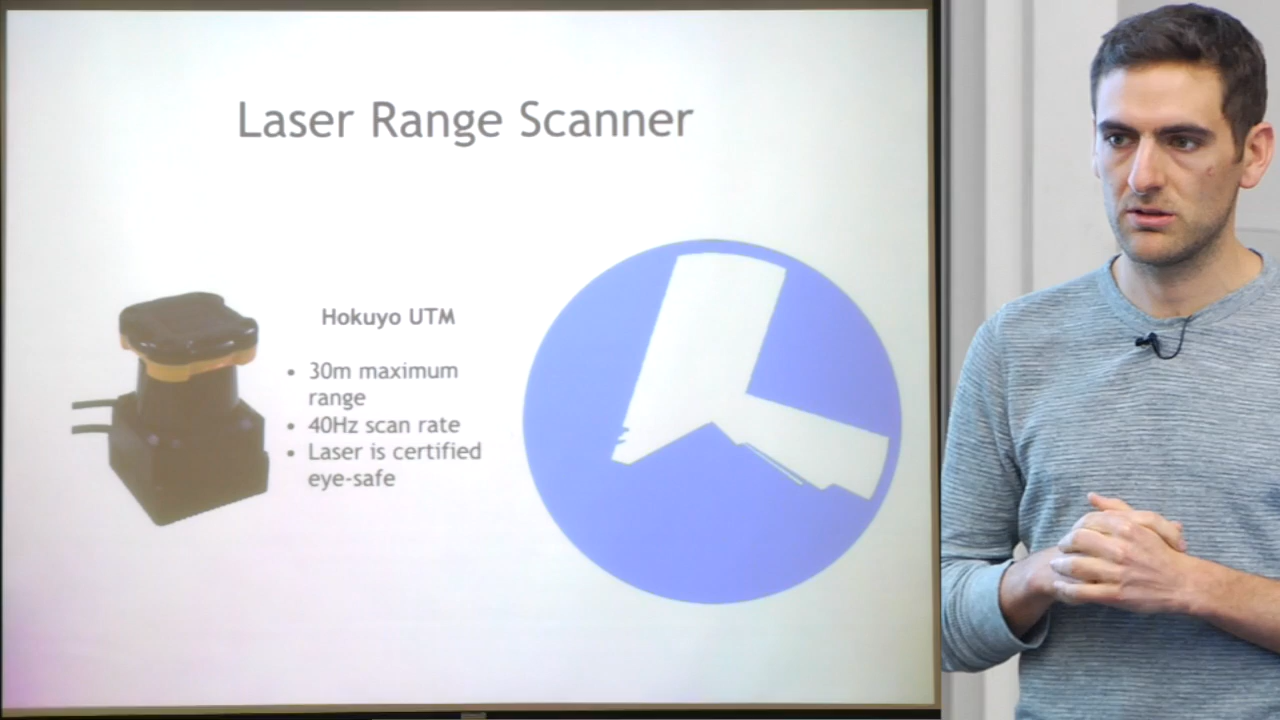 Laser Range Scanner
Hokuyo UTM
• 30m maximum
range
• 40Hz scan rate
• Laser is certified
eye-safe